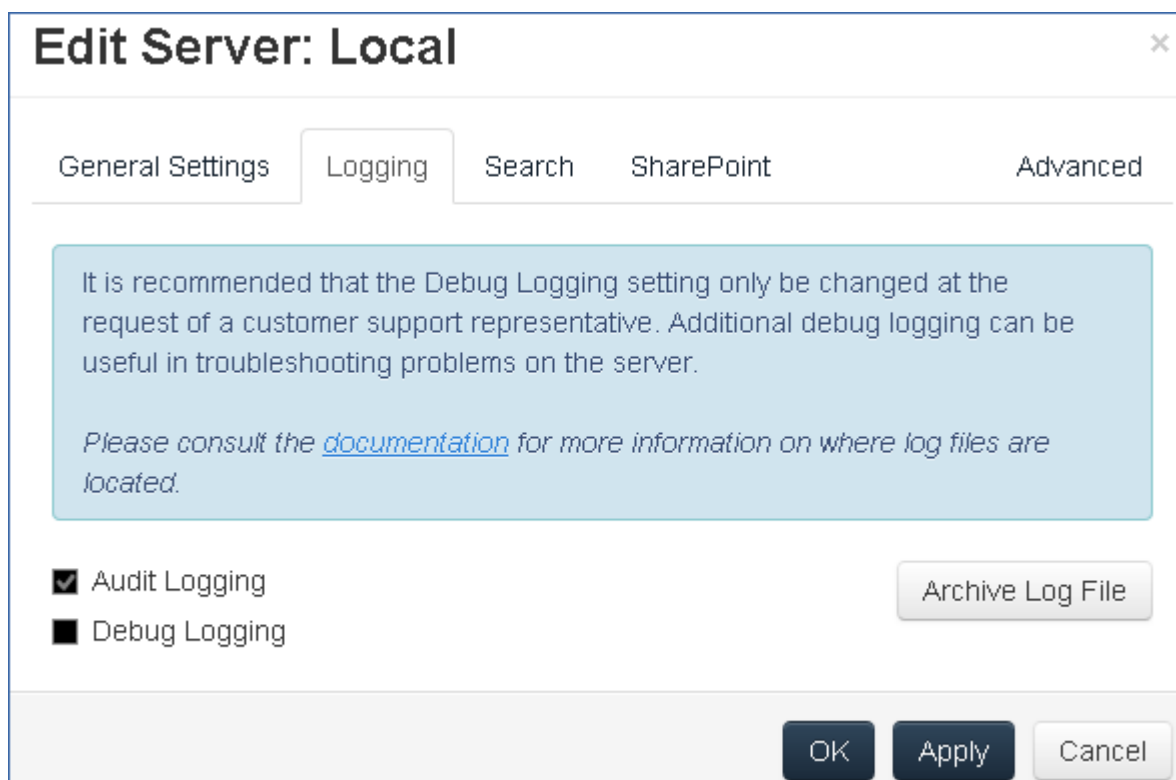 Edit Server: Local
×
General Settings Logging Search SharePoint Advanced
It is recommended that the Debug Logging setting only be changed at the
request of a customer support representative. Additional debug logging can be
useful in troubleshooting problems on the server.
Please consult the documentation for more information on where log files are
located.
Audit Logging
Archive Log File
Debug Logging
OK Apply Cancel